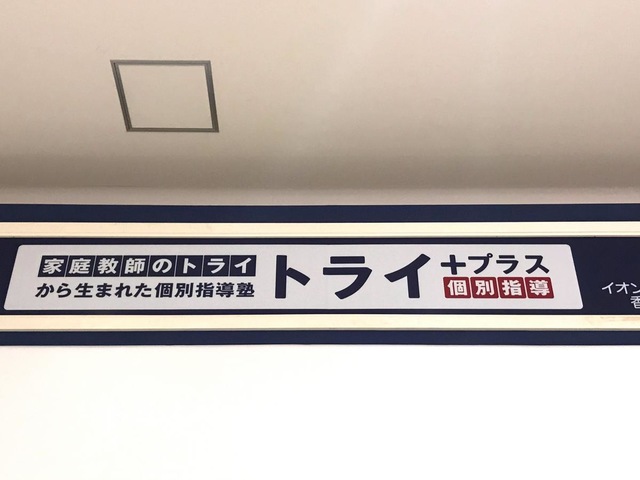 家庭教師のトライ
から生まれた個別指導塾
トライ
+プラス
個別指導
イオン
香